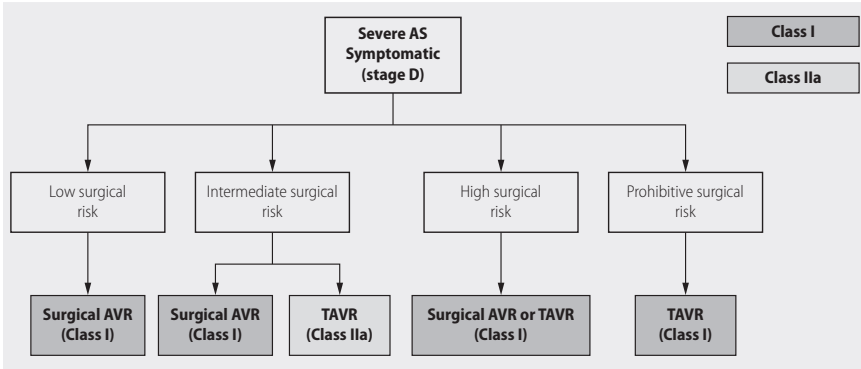 Severe AS
Symptomatic
(stage D)
Class I
Class IIa
Low surgical
risk
Intermediate surgical
risk
High surgical
risk
Prohibitive surgical
risk
Surgical AVR
(Class I)
Surgical AVR
(Class I)
TAVR
(Class IIa)
Surgical AVR or TAVR
(Class I)
TAVR
(Class I)